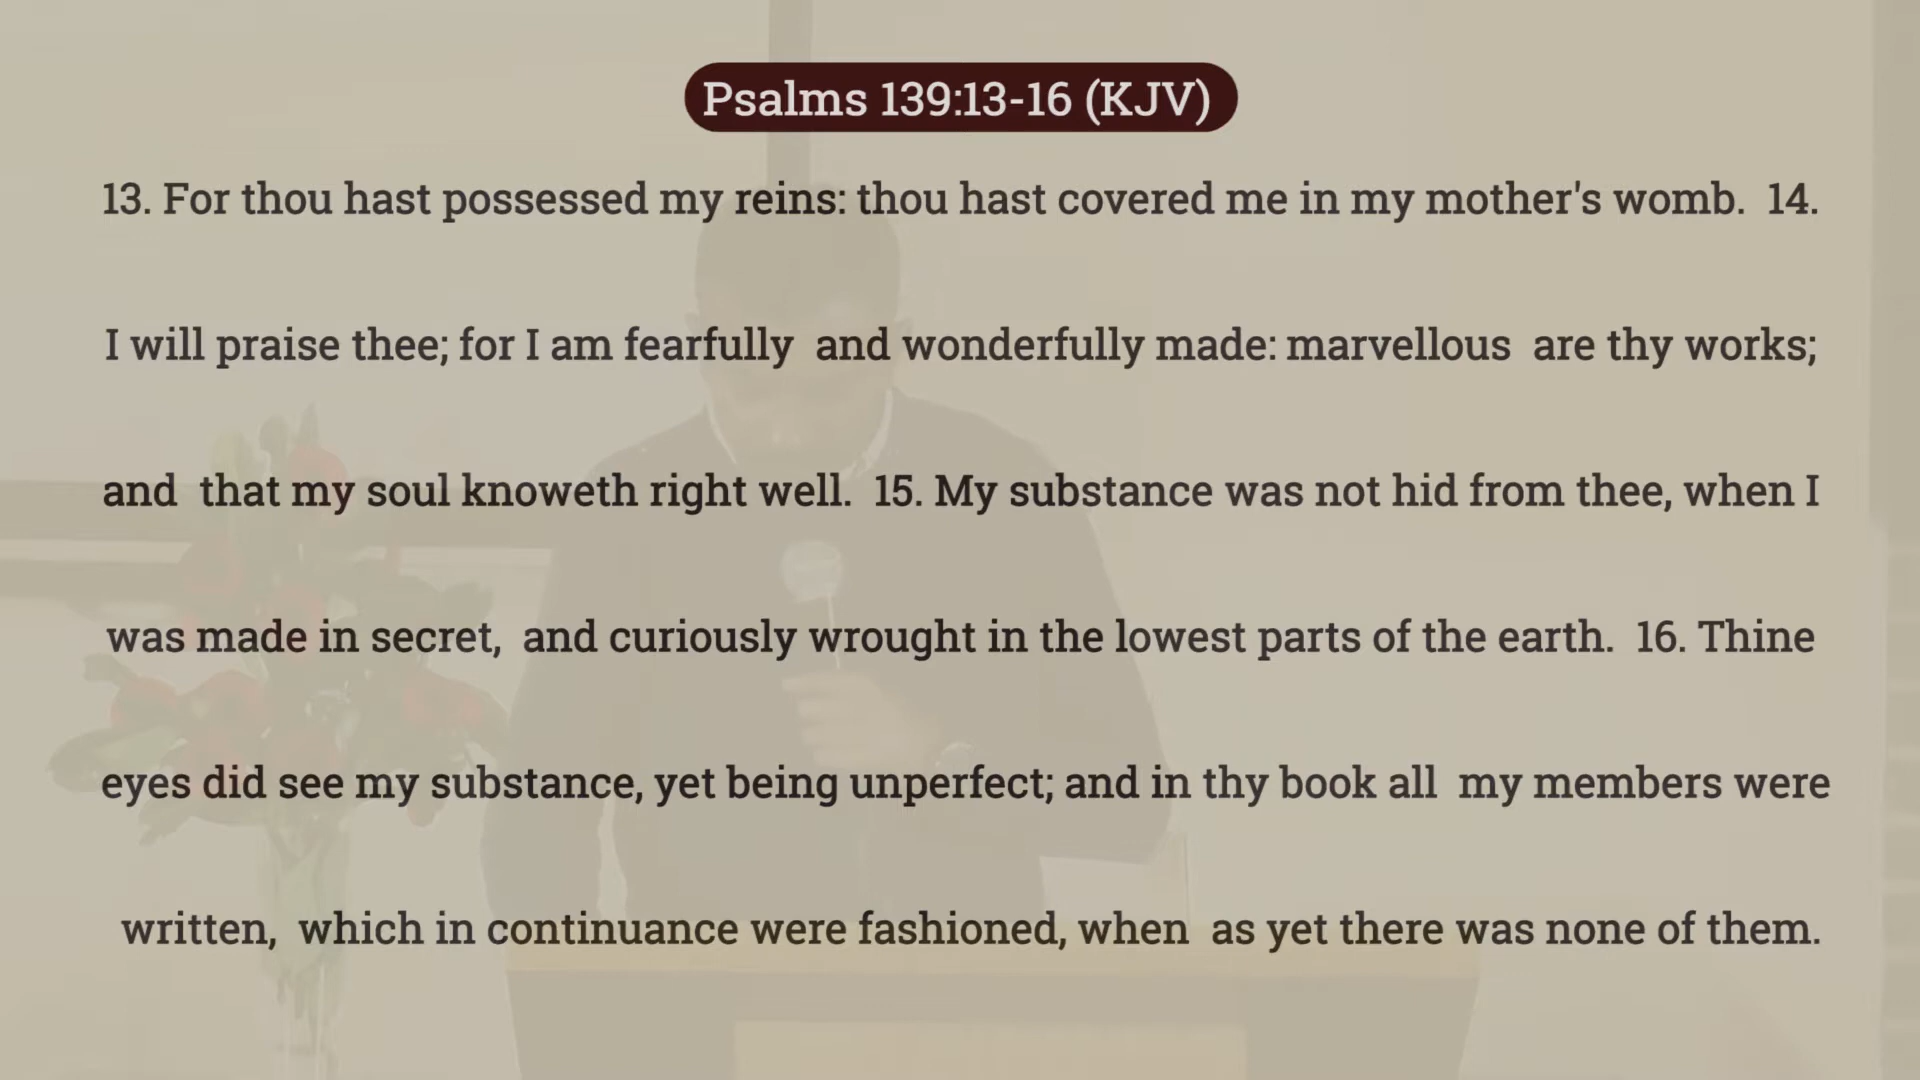 Psalms 139:13-16 (KJV)
13. For thou hast possessed my reins: thou hast covered me in my mother's womb. 14.
I will praise thee; for I am fearfully and wonderfully made: marvellous are thy works;
and that my soul knoweth right well. 15. My substance was not hid from thee, when I
was made in secret, and curiously wrought in the lowest parts of the earth. 16. Thine
eyes did see my substance, yet being unperfect; and in thy book all my members were
written, which in continuance were fashioned, when as yet there was none of them.